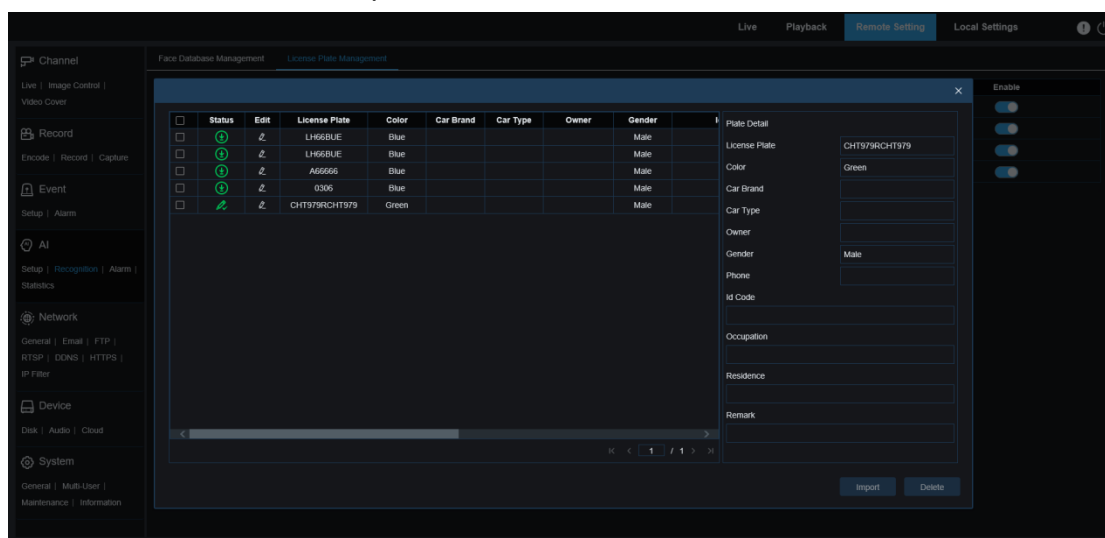 Live Playback Remote Setting Local Settings
Channel
Live | Image Control |
Video Cover
Record
Encode | Record | Capture
Event
Setup | Alarm
AI
Setup | Recognition | Alarm |
Statistics
Network
General | Email | FTP |
RTSP | DDNS | HTTPS |
IP Filter
Device
Disk | Audio | Cloud
System
General | Multi-User |
Maintenance | Information
Face Database Management License Plate Management
Enable
Status Edit License Plate Color Car Brand Car Type Owner Gender
LH66BUE Blue Male
LH66BUE Blue Male
A66666 Blue Male
0306 Blue Male
CHT979RCHT979 Green Male
1 / 1
Plate Detail
License Plate CHT979RCHT979
Color Green
Car Brand
Car Type
Owner
Gender Male
Phone
Id Code
Occupation
Residence
Remark
Import Delete